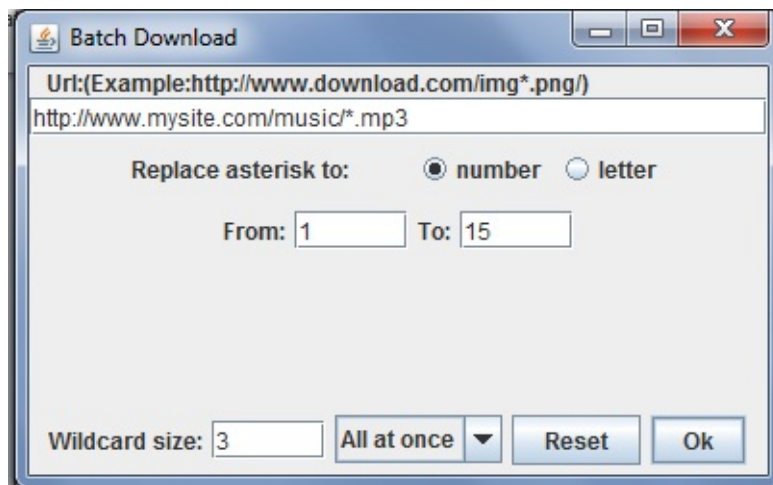 Batch Download
Url:(Example:http://www.download.com/img*.png/)
http://www.mysite.com/music/*.mp3
Replace asterisk to: number letter
From: 1 To: 15
Wildcard size: 3 All at once Reset Ok